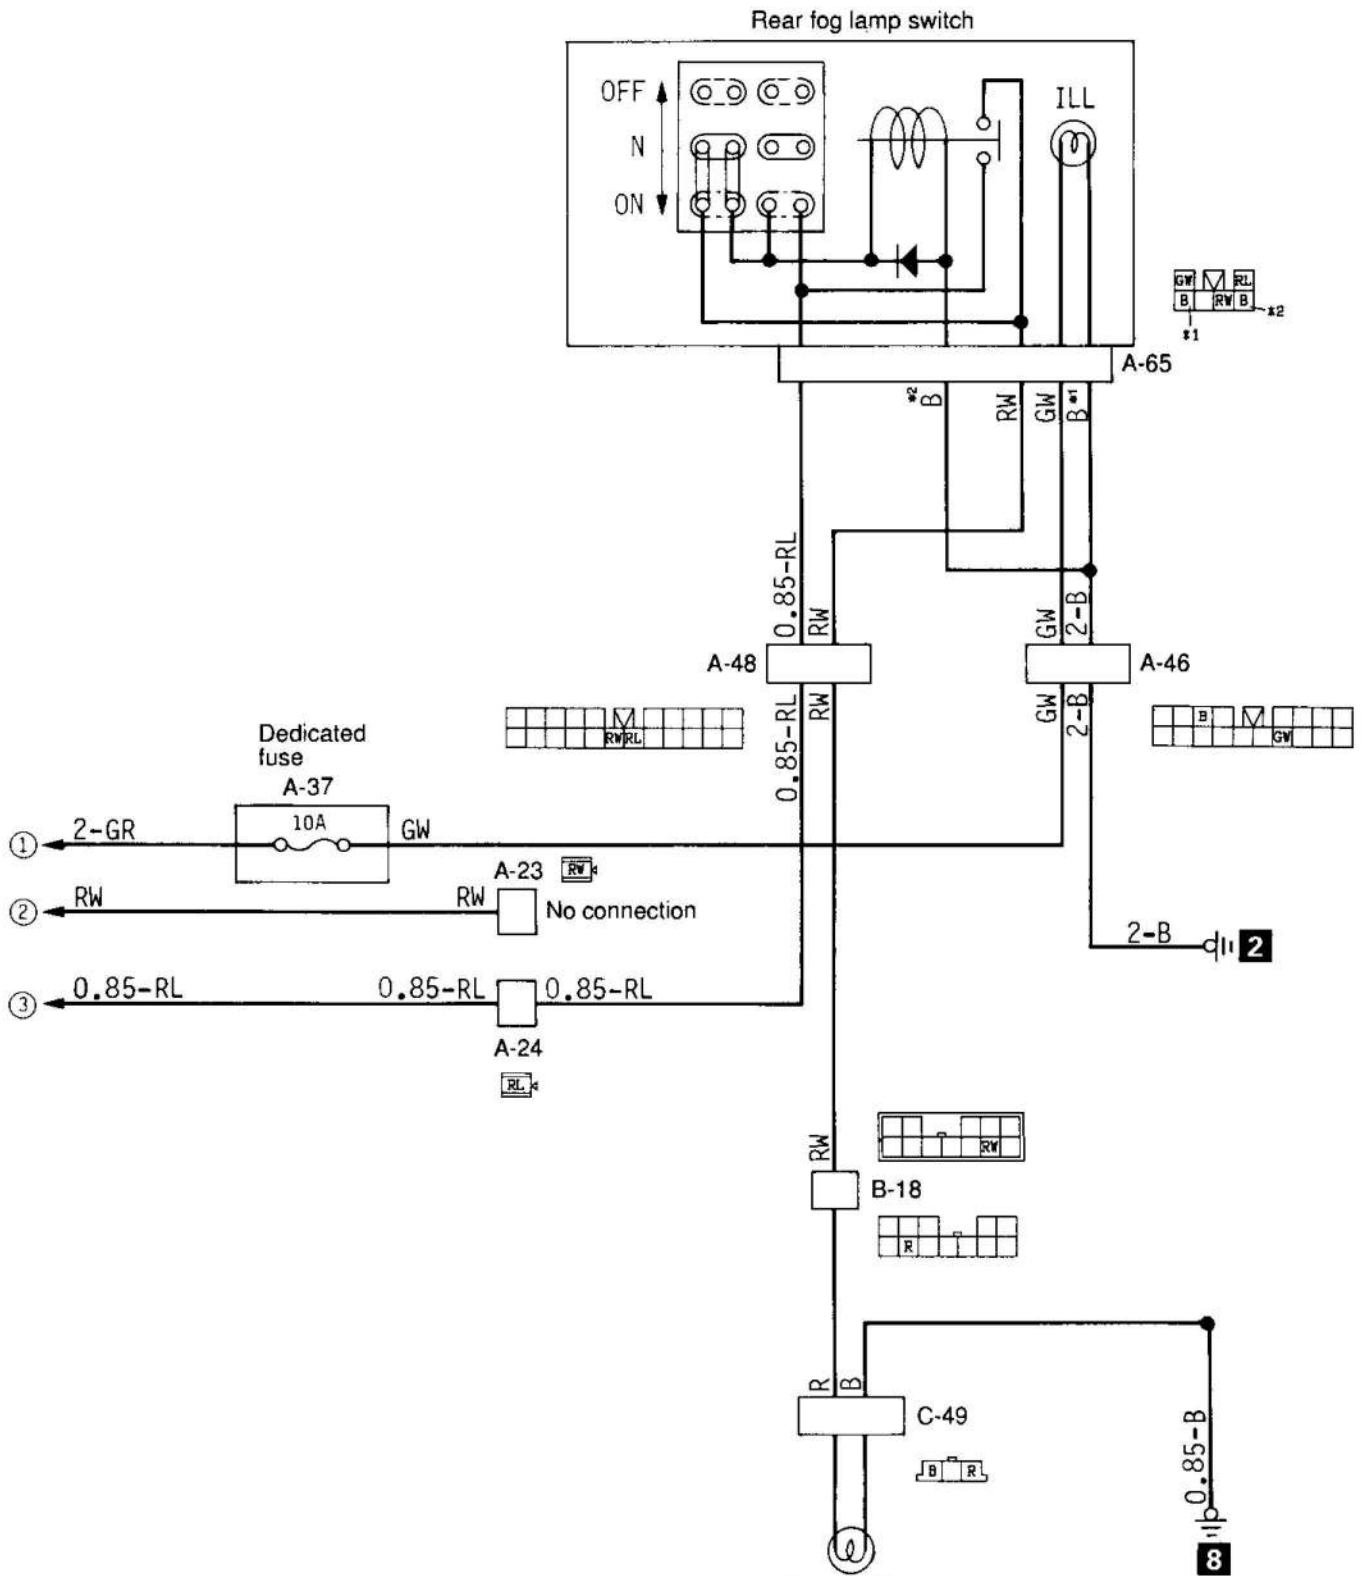 Rear fog lamp switch
OFF
N
ON
ILL
GW RL
B RW B
*1
*2
A-65
*2
B
RW
GW
B *1
0.85-RL
RW
GW
2-B
A-48
A-46
0.85-RL
RW
GW
2-B
RW RL
B
GW
Dedicated
fuse
A-37
10A
1
2-GR
GW
A-23
RW
2
RW
RW
No connection
2-B
2
3
0.85-RL
0.85-RL
0.85-RL
A-24
RL
RW
RW
B-18
R
R
B
C-49
B R
0.85-B
8